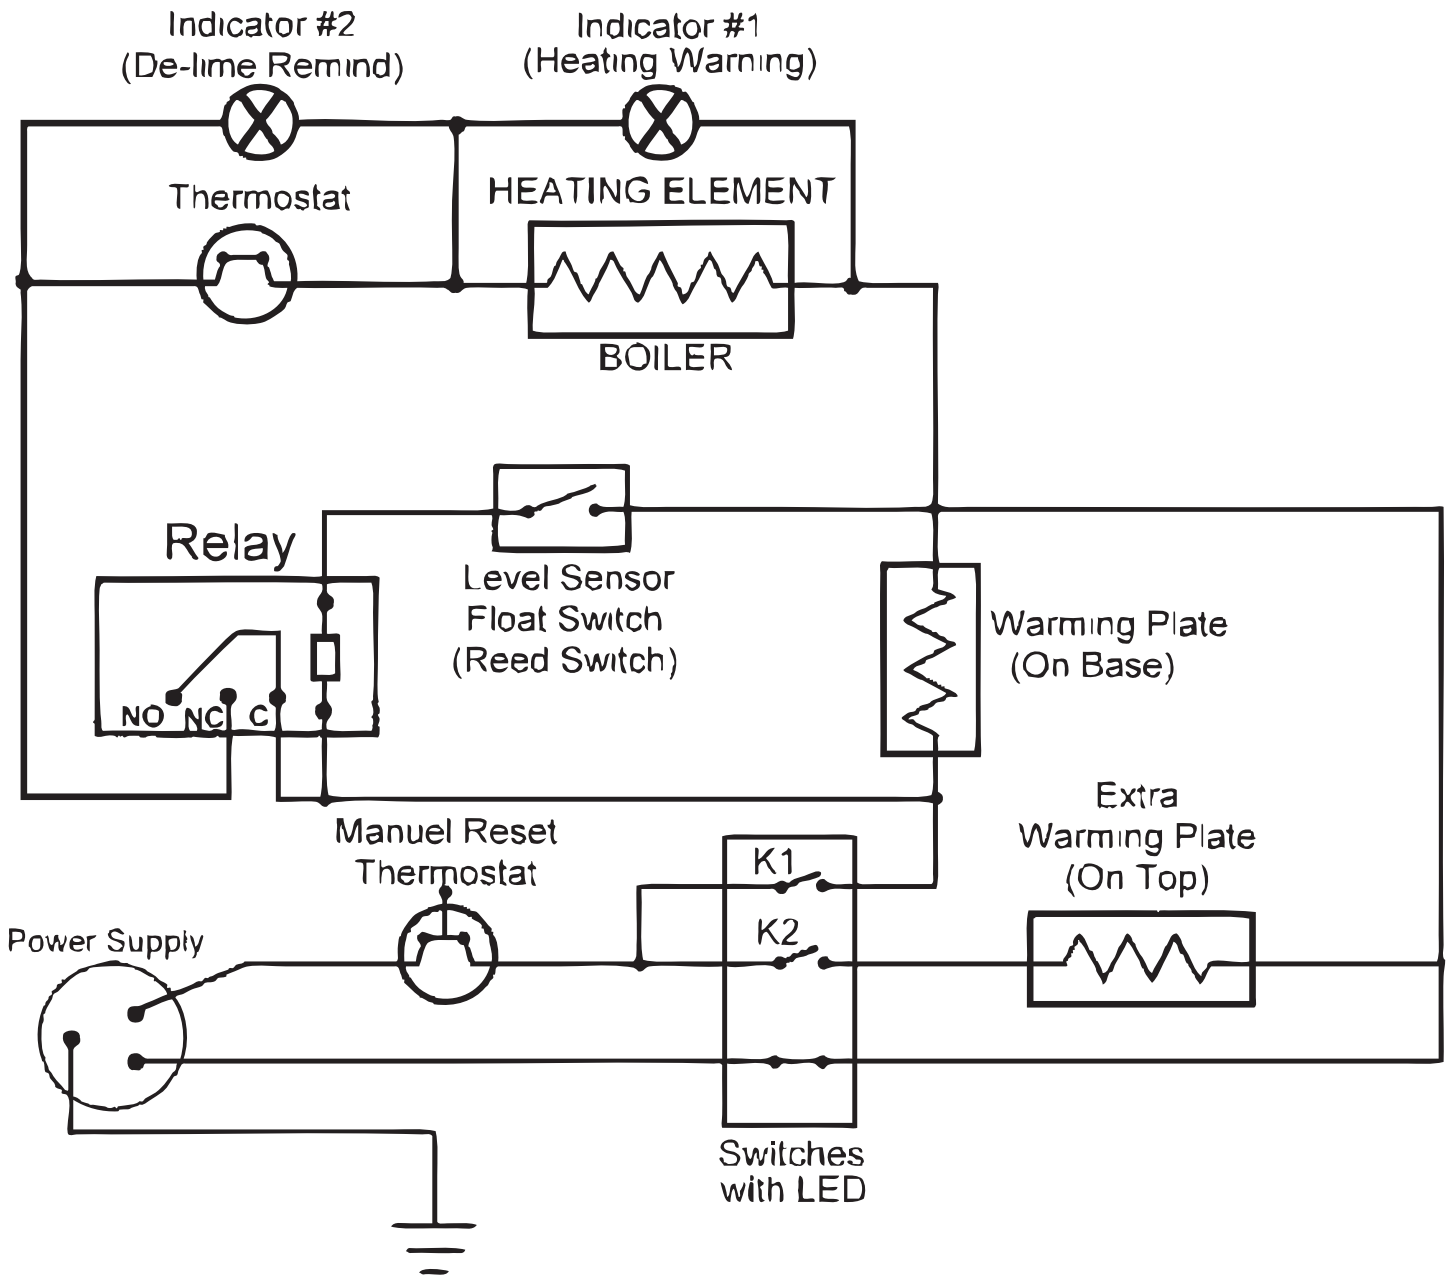 Indicator #2
(De-lime Remind)
Indicator #1
(Heating Warning)
Thermostat
HEATING ELEMENT
BOILER
Relay
NO
NC
C
Level Sensor
Float Switch
(Reed Switch)
Warming Plate
(On Base)
Manuel Reset
Thermostat
K1
K2
Extra
Warming Plate
(On Top)
Power Supply
Switches
with LED